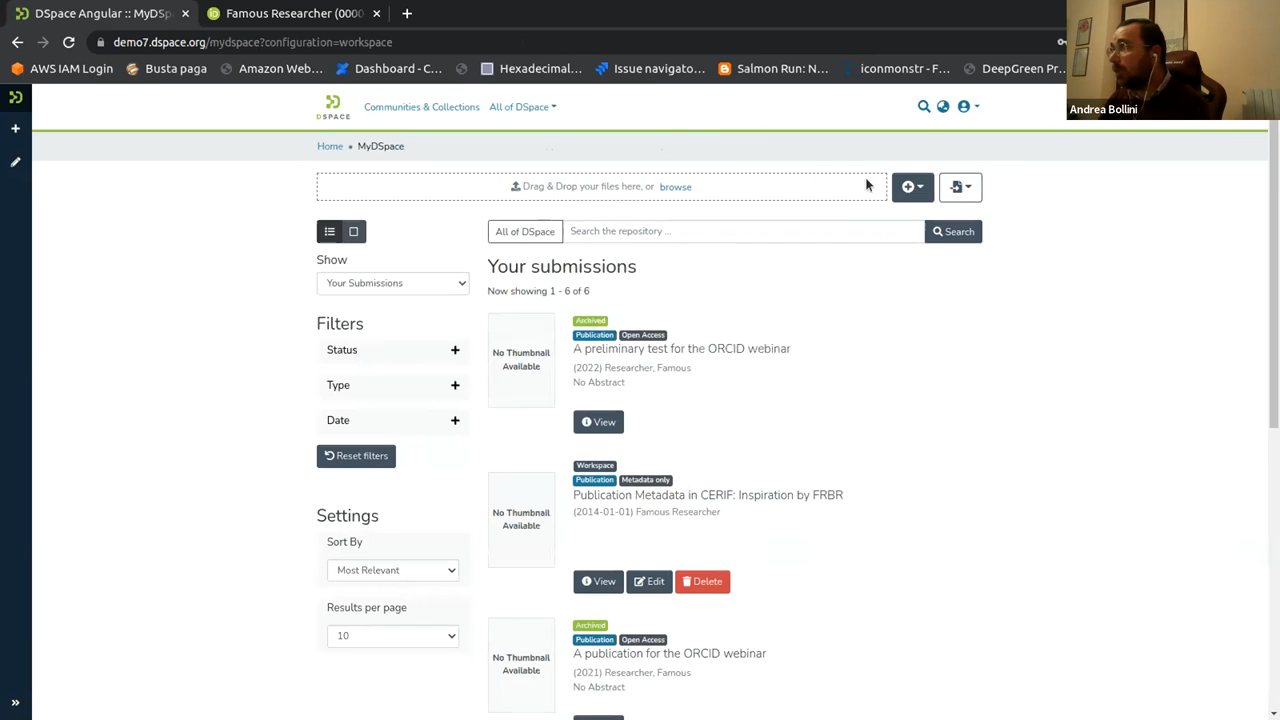 DSpace Angular :: MyDSp
Famous Researcher (0000
demo7.dspace.org/mydspace?configuration=workspace
AWS IAM Login
Busta paga
Amazon Web...
Dashboard - C...
Hexadecimal...
Issue navigato...
Salmon Run: N...
Iconmonstr - F...
DeepGreen Pr...
Andrea Bollini
DSPACE
Communities & Collections
All of DSpace
Home • MyDSpace
Drag & Drop your files here, or browse
All of DSpace
Search the repository ...
Search
Show
Your Submissions
Filters
Status
Type
Date
Reset filters
Settings
Sort By
Most Relevant
Results per page
10
Your submissions
Now showing 1 - 6 of 6
No Thumbnail
Available
Archived
Publication Open Access
A preliminary test for the ORCID webinar
(2022) Researcher, Famous
No Abstract
View
No Thumbnail
Available
Workspace
Publication Metadata only
Publication Metadata in CERIF: Inspiration by FRBR
(2014-01-01) Famous Researcher
View
Edit
Delete
No Thumbnail
Available
Archived
Publication Open Access
A publication for the ORCID webinar
(2021) Researcher, Famous
No Abstract